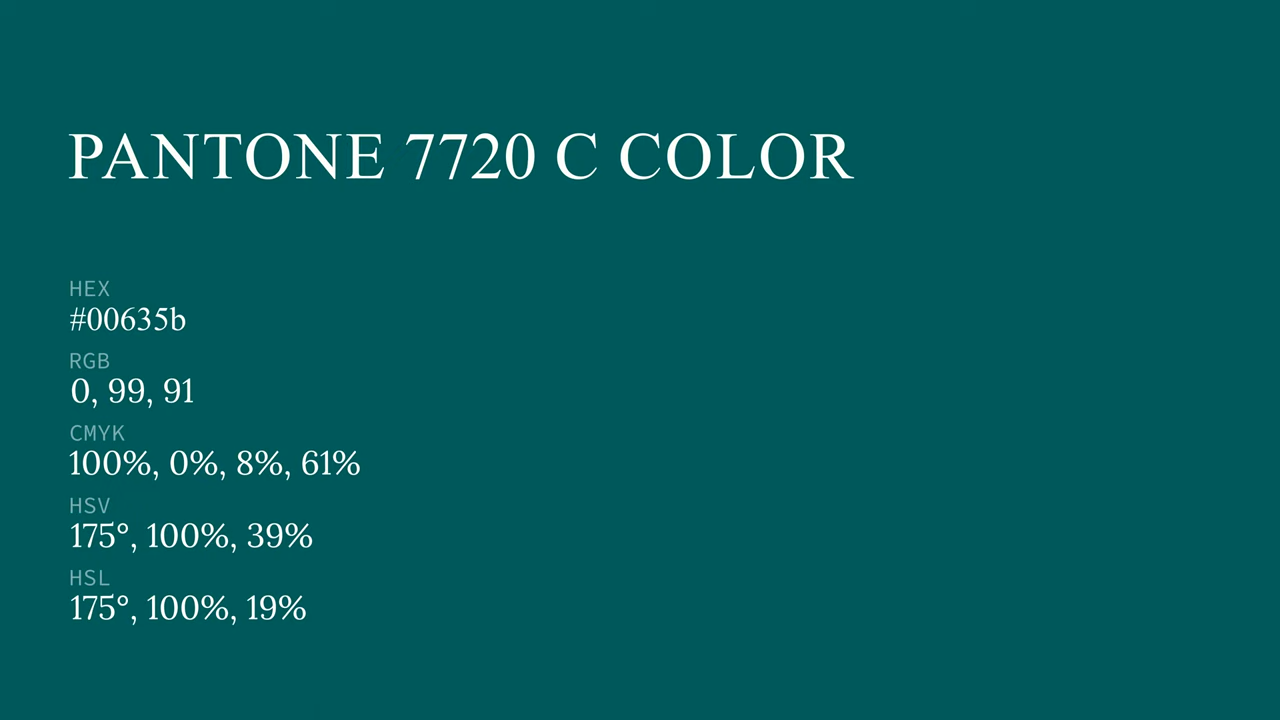 PANTONE 7720 C COLOR
HEX
#00635b
RGB
0, 99, 91
CMYK
100%, 0%, 8%, 61%
HSV
175°, 100%, 39%
HSL
175°, 100%, 19%